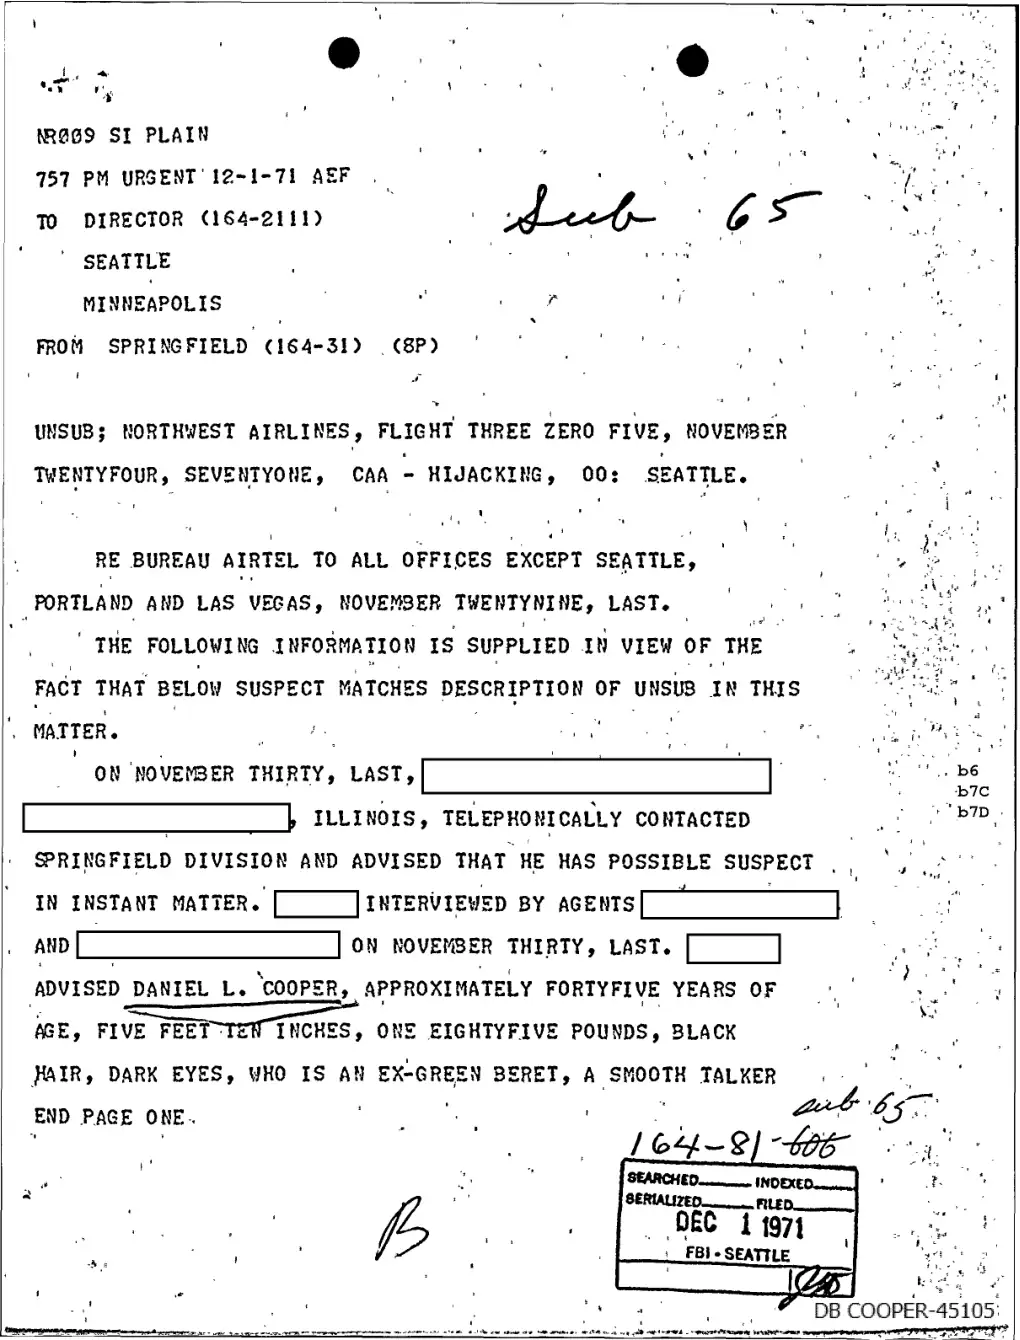 NR009 SI PLAIN
757 PM URGENT 12-1-71 AEF
TO DIRECTOR (164-2111)
Sub 65
SEATTLE
MINNEAPOLIS
FROM SPRINGFIELD (164-31) (8P)
UNSUB; NORTHWEST AIRLINES, FLIGHT THREE ZERO FIVE, NOVEMBER
TWENTYFOUR, SEVENTYONE, CAA - HIJACKING, OO: SEATTLE.
RE BUREAU AIRTEL TO ALL OFFICES EXCEPT SEATTLE,
PORTLAND AND LAS VEGAS, NOVEMBER TWENTYNINE, LAST.
THE FOLLOWING INFORMATION IS SUPPLIED IN VIEW OF THE
FACT THAT BELOW SUSPECT MATCHES DESCRIPTION OF UNSUB IN THIS
MATTER.
ON NOVEMBER THIRTY, LAST,
b6
b7C
b7D
, ILLINOIS, TELEPHONICALLY CONTACTED
SPRINGFIELD DIVISION AND ADVISED THAT HE HAS POSSIBLE SUSPECT
IN INSTANT MATTER. INTERVIEWED BY AGENTS
AND ON NOVEMBER THIRTY, LAST.
ADVISED DANIEL L. COOPER, APPROXIMATELY FORTYFIVE YEARS OF
AGE, FIVE FEET TEN INCHES, ONE EIGHTYFIVE POUNDS, BLACK
HAIR, DARK EYES, WHO IS AN EX-GREEN BERET, A SMOOTH TALKER
END PAGE ONE.
sub 65
164-81-606
SEARCHED INDEXED
SERIALIZED FILED
DEC 1 1971
FBI - SEATTLE
B
DB COOPER-45105